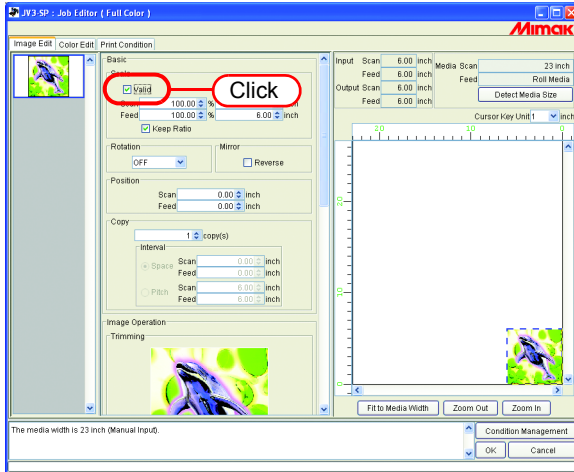 JV3-SP : Job Editor ( Full Color )
Mimaki
Image Edit Color Edit Print Condition
Basic
Scale
Valid
Click
Scan 100.00 % inch
Feed 100.00 % 6.00 inch
Keep Ratio
Rotation
OFF
Mirror
Reverse
Position
Scan 0.00 inch
Feed 0.00 inch
Copy
1 copy(s)
Interval
Space
Scan 0.00 inch
Feed 0.00 inch
Pitch
Scan 6.00 inch
Feed 6.00 inch
Image Operation
Trimming
Input Scan 6.00 inch
Feed 6.00 inch
Output Scan 6.00 inch
Feed 6.00 inch
Media Scan 23 inch
Feed Roll Media
Detect Media Size
Cursor Key Unit 1 inch
20 10 0
20
10
0
Fit to Media Width Zoom Out Zoom In
The media width is 23 inch (Manual Input).
Condition Management
OK Cancel